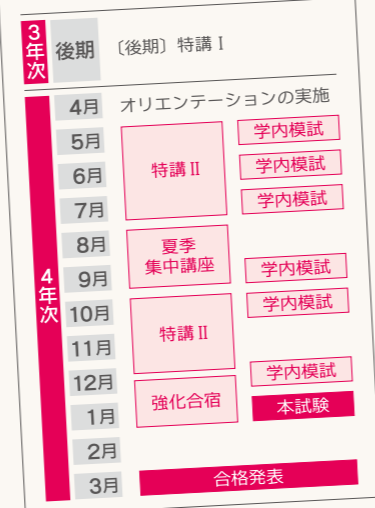 3年次
後期
〔後期〕特講Ⅰ
4年次
4月
オリエンテーションの実施
5月
特講Ⅱ
学内模試
6月
学内模試
7月
学内模試
8月
夏季
集中講座
9月
学内模試
10月
特講Ⅱ
学内模試
11月
12月
強化合宿
学内模試
1月
本試験
2月
3月
合格発表